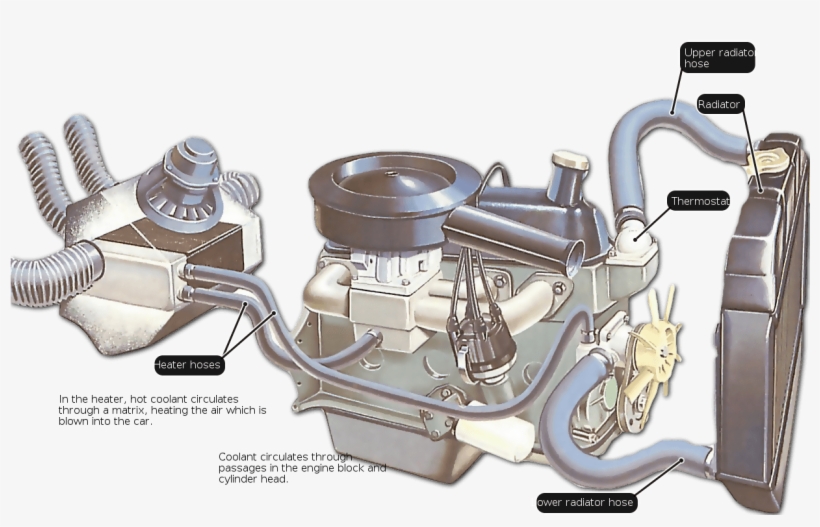 Upper radiator
hose
Radiator
Thermostat
Heater hoses
In the heater, hot coolant circulates
through a matrix, heating the air which is
blown into the car.
Coolant circulates through
passages in the engine block and
cylinder head.
ower radiator hose